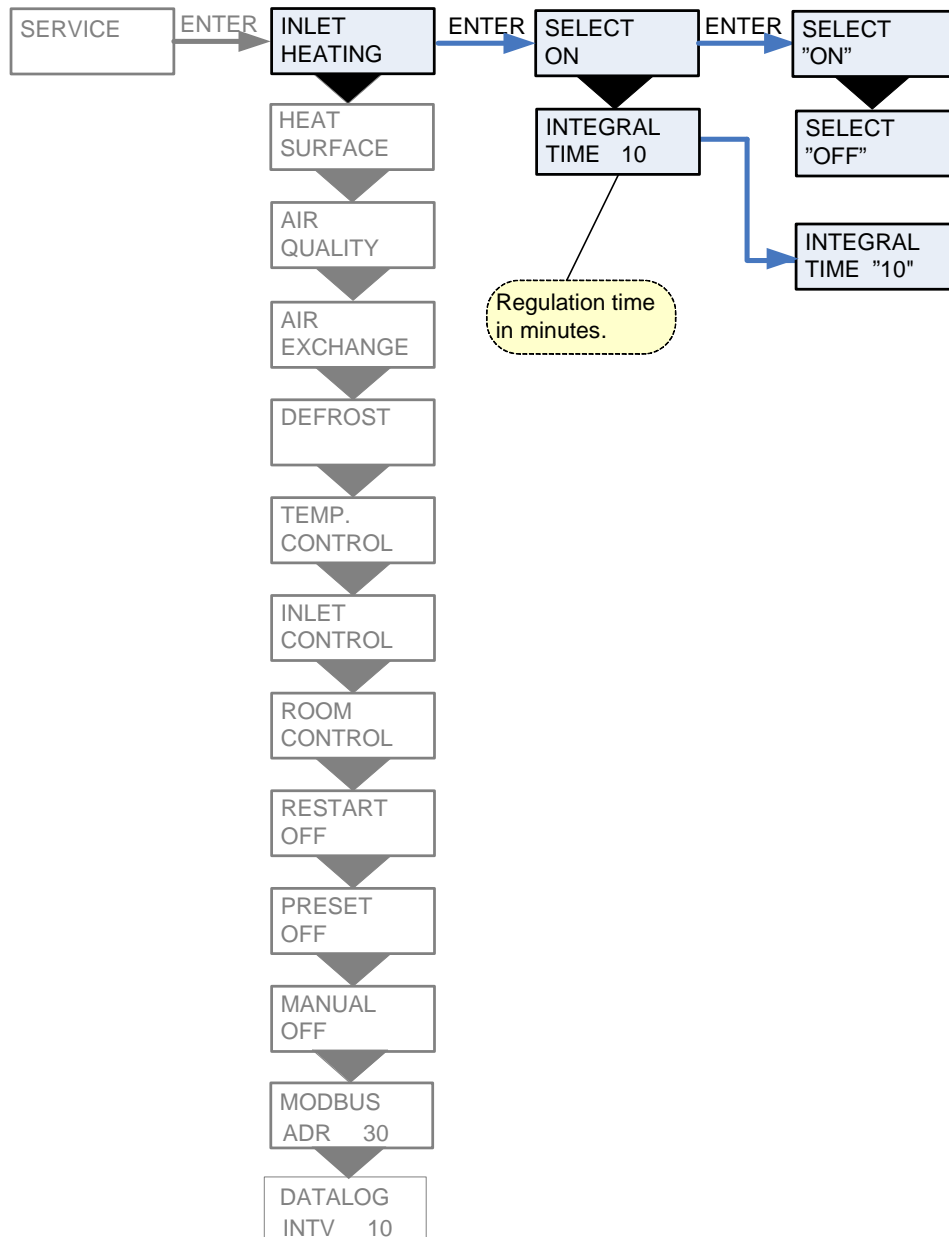 SERVICE
ENTER
INLET
HEATING
ENTER
SELECT
ON
ENTER
SELECT
”ON”
HEAT
SURFACE
INTEGRAL
TIME 10
SELECT
”OFF”
AIR
QUALITY
INTEGRAL
TIME ”10"
Regulation time
in minutes.
AIR
EXCHANGE
DEFROST
TEMP.
CONTROL
INLET
CONTROL
ROOM
CONTROL
RESTART
OFF
PRESET
OFF
MANUAL
OFF
MODBUS
ADR 30
DATALOG
INTV 10